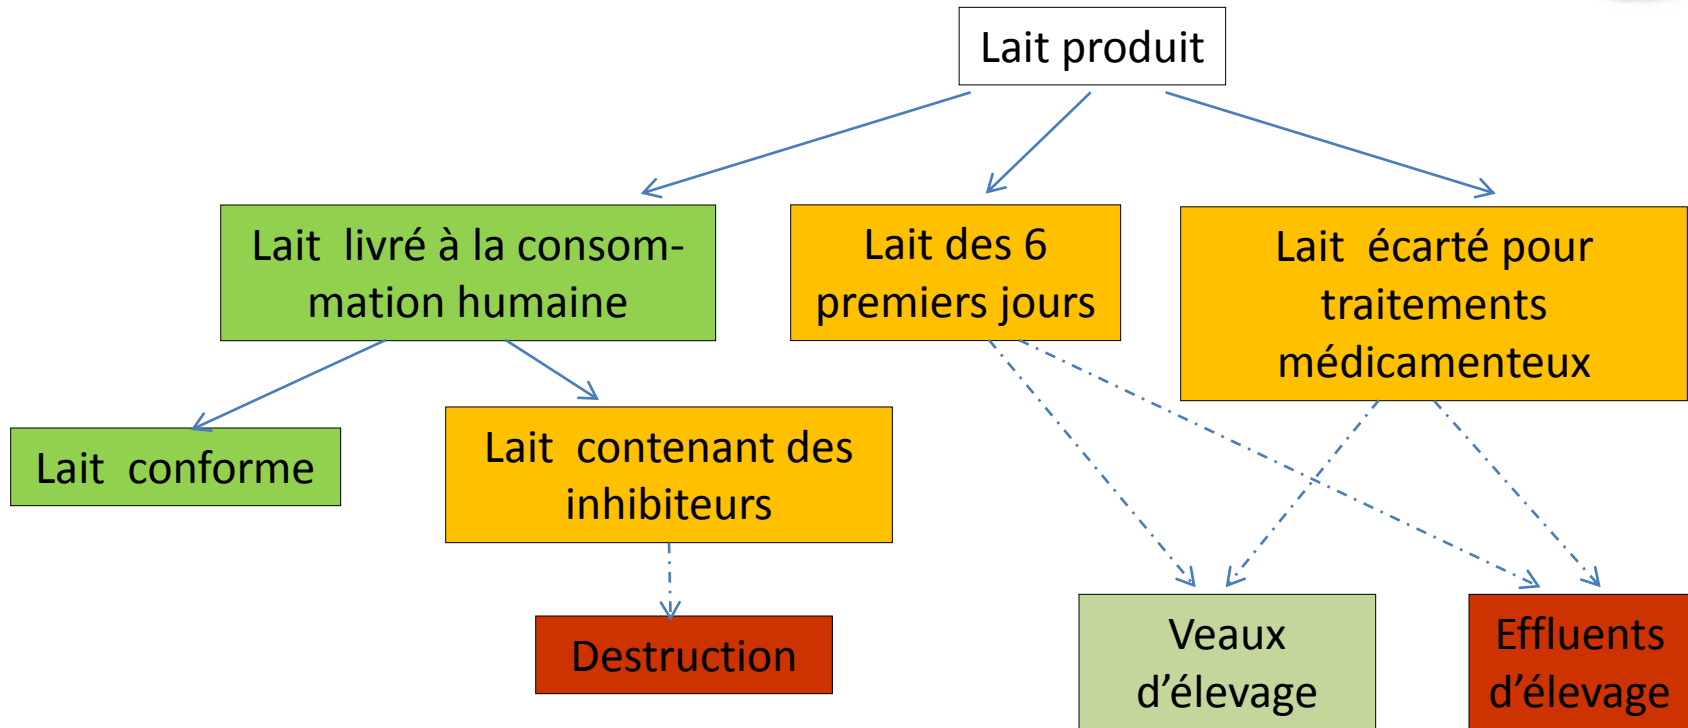 Lait produit
Lait livré à la consom-
mation humaine
Lait des 6
premiers jours
Lait écarté pour
traitements
médicamenteux
Lait conforme
Lait contenant des
inhibiteurs
Destruction
Veaux
d’élevage
Effluents
d’élevage